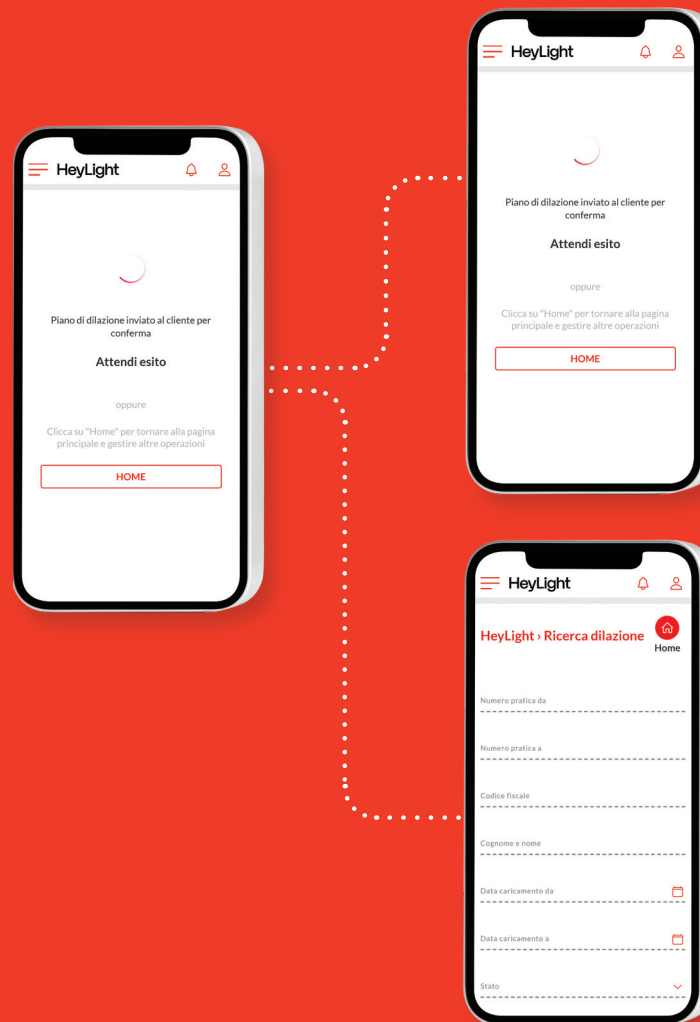 HeyLight
Piano di dilazione inviato al cliente per
conferma
Attendi esito
oppure
Clicca su "Home" per tornare alla pagina
principale e gestire altre operazioni
HOME
HeyLight
Piano di dilazione inviato al cliente per
conferma
Attendi esito
oppure
Clicca su "Home" per tornare alla pagina
principale e gestire altre operazioni
HOME
HeyLight
HeyLight › Ricerca dilazione
Home
Numero pratica da
Numero pratica a
Codice fiscale
Cognome e nome
Data caricamento da
Data caricamento a
Stato